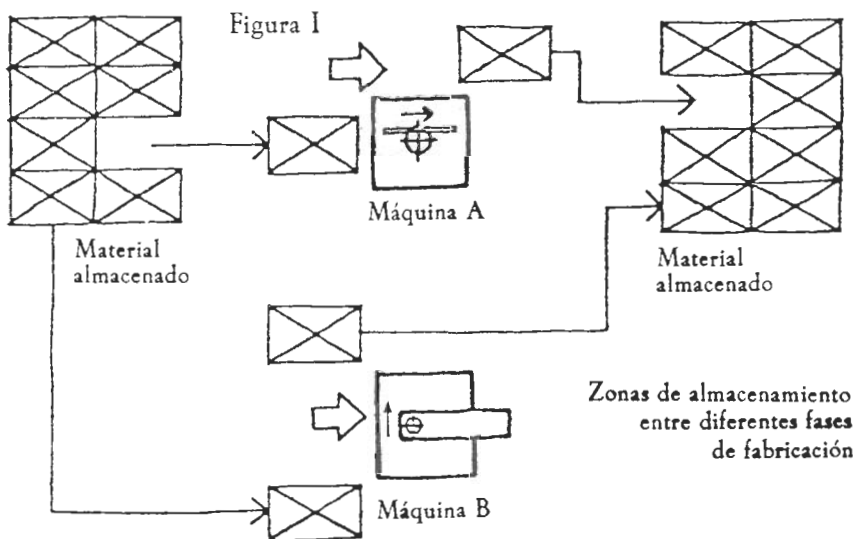 Figura I
Máquina A
Material
almacenado
Material
almacenado
Zonas de almacenamiento
entre diferentes fases
de fabricación
Máquina B